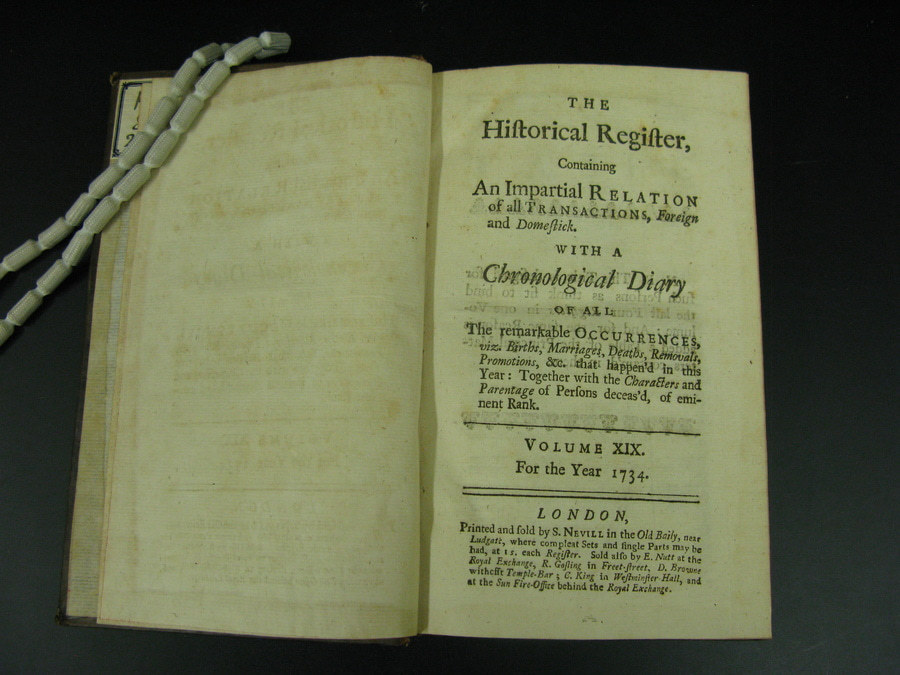 THE
Hiſtorical Regiſter,
Containing
An Impartial RELATION
of all TRANSACTIONS, Foreign
and Domeſtick.
WITH A
Chronological Diary
OF ALL
The remarkable OCCURRENCES,
viz. Births, Marriages, Deaths, Removals,
Promotions, &c. that happen'd in this
Year: Together with the Characters and
Parentage of Perſons deceas'd, of emi-
nent Rank.
VOLUME XIX.
For the Year 1734.
LONDON,
Printed and ſold by S. NEVILL in the Old Baily, near
Ludgate, where compleat Sets and ſingle Parts may be
had, at 1s. each Regiſter. Sold alſo by E. Nutt at the
Royal Exchange, R. Goſling in Freet-ſtreet. D. Browne
without Temple-Bar; C. King in Weſtminſter Hall, and
at the Sun Fire-Office behind the Royal Exchange.